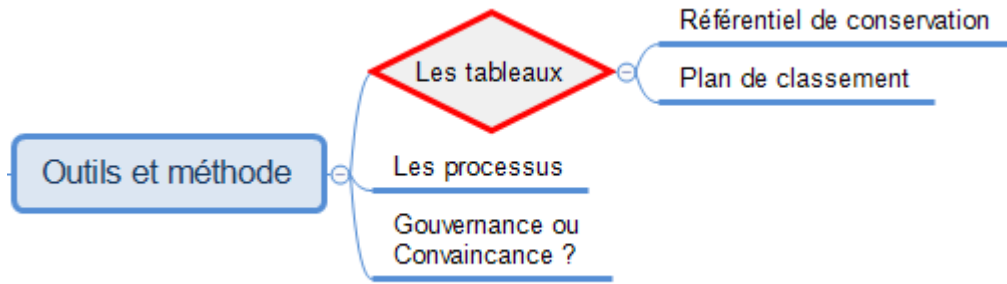 Référentiel de conservation
Les tableaux
Plan de classement
Outils et méthode
Les processus
Gouvernance ou
Convaincance ?